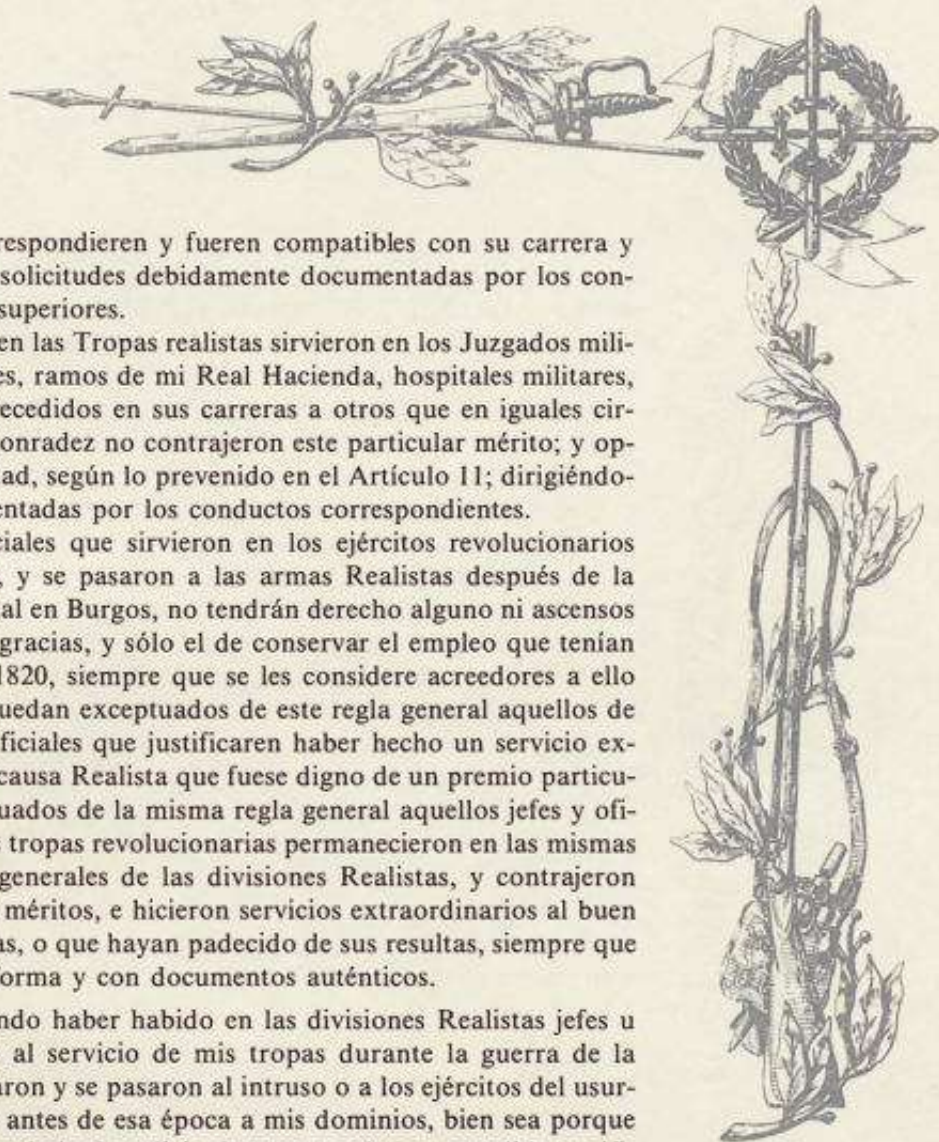 respondieren y fueren compatibles con su carrera y
solicitudes debidamente documentadas por los con-
superiores.
en las Tropas realistas sirvieron en los Juzgados mili-
es, ramos de mi Real Hacienda, hospitales militares,
ecedidos en sus carreras a otros que en iguales cir-
onradez no contrajeron este particular mérito; y op-
ad, según lo prevenido en el Artículo 11; dirigiéndo-
entadas por los conductos correspondientes.
ciales que sirvieron en los ejércitos revolucionarios
, y se pasaron a las armas Realistas después de la
al en Burgos, no tendrán derecho alguno ni ascensos
gracias, y sólo el de conservar el empleo que tenían
1820, siempre que se les considere acreedores a ello
uedan exceptuados de este regla general aquellos de
ficiales que justificaren haber hecho un servicio ex-
causa Realista que fuese digno de un premio particu-
uados de la misma regla general aquellos jefes y ofi-
s tropas revolucionarias permanecieron en las mismas
generales de las divisiones Realistas, y contrajeron
méritos, e hicieron servicios extraordinarios al buen
as, o que hayan padecido de sus resultas, siempre que
forma y con documentos auténticos.
ndo haber habido en las divisiones Realistas jefes u
al servicio de mis tropas durante la guerra de la
aron y se pasaron al intruso o a los ejércitos del usur-
antes de esa época a mis dominios, bien sea porque